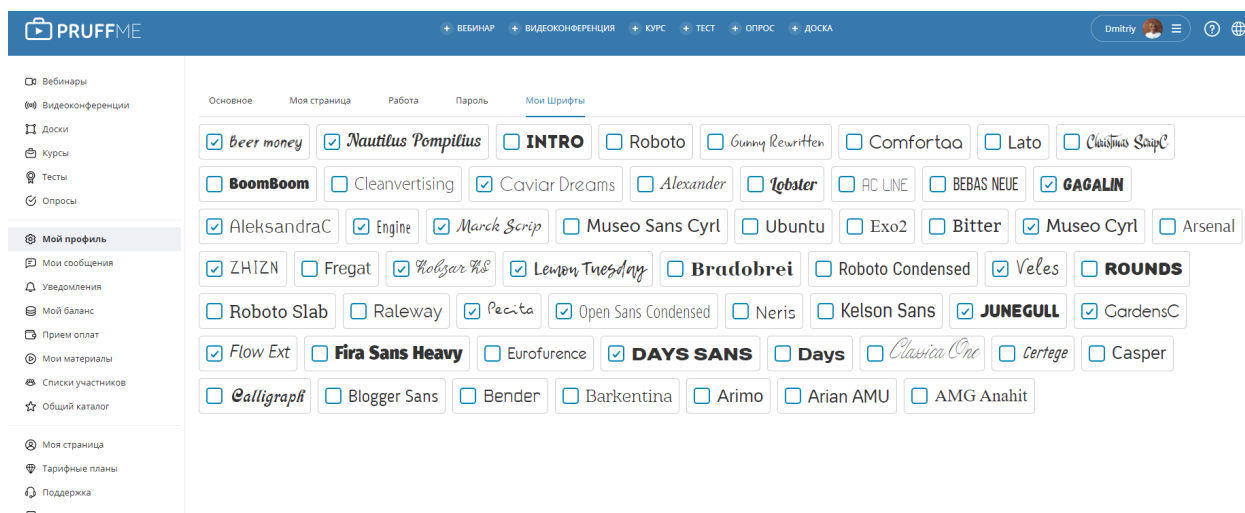 PRUFFME
ВЕБИНАР ВИДЕОКОНФЕРЕНЦИЯ КУРС ТЕСТ ОПРОС ДОСКА
Dmitriy
Вебинары
Видеоконференции
Доски
Курсы
Тесты
Опросы
Мой профиль
Мои сообщения
Уведомления
Мой баланс
Прием оплат
Мои материалы
Списки участников
Общий каталог
Моя страница
Тарифные планы
Поддержка
Основное Моя страница Работа Пароль Мои Шрифты
Beer money Nautilus Pompilius INTRO Roboto Gunny Rewritten Comfortaa Lato Christmas ScripC
BoomBoom Cleanvertising Caviar Dreams Alexander Lobster AC LINE BEBAS NEUE GAGALIN
AleksandraC Engine Marck Scrip Museo Sans Cyrl Ubuntu Exo2 Bitter Museo Cyrl Arsenal
ZHIZN Fregat Kobzar KS Lemon Tuesday Bradobrei Roboto Condensed Veles ROUNDS
Roboto Slab Raleway Pecita Open Sans Condensed Neris Kelson Sans JUNEGULL GardensC
Flow Ext Fira Sans Heavy Eurofurence DAYS SANS Days Classica One Certege Casper
Calligraph Blogger Sans Bender Barkentina Arimo Arian AMU AMG Anahit